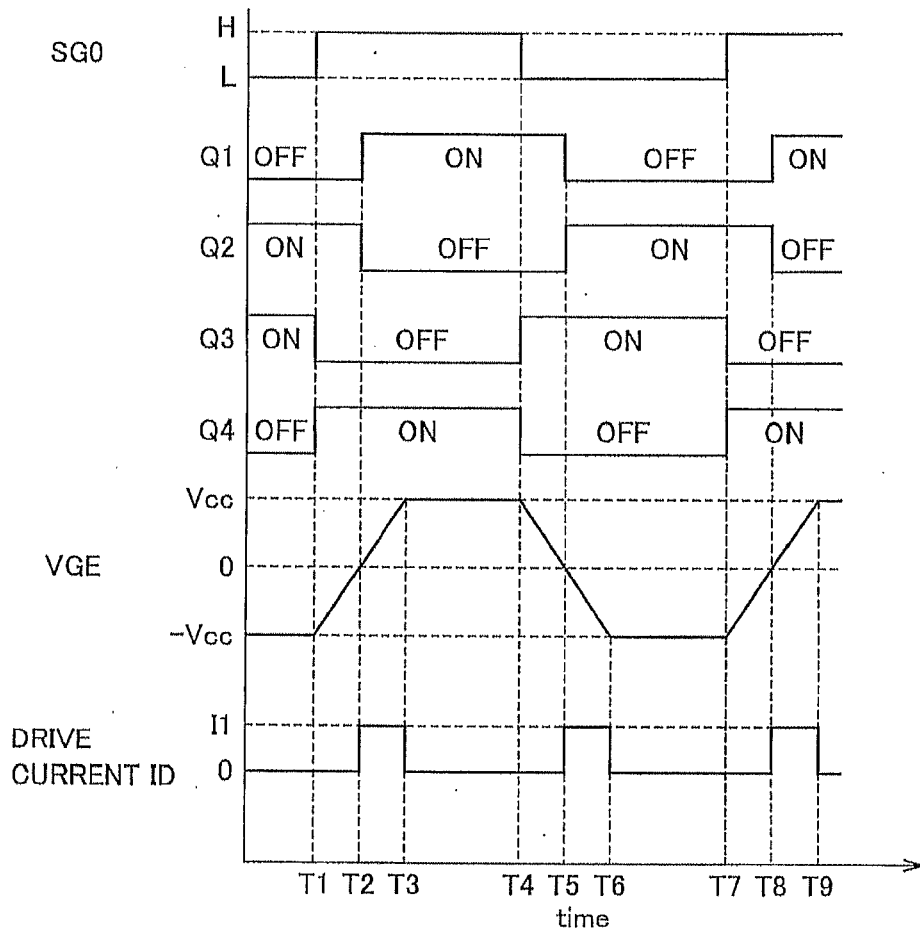 H
SG0
L
Q1 OFF ON OFF ON
Q2 ON OFF ON OFF
Q3 ON OFF ON OFF
Q4 OFF ON OFF ON
Vcc
VGE 0
-Vcc
I1
DRIVE
CURRENT ID 0
T1 T2 T3 T4 T5 T6 T7 T8 T9
time